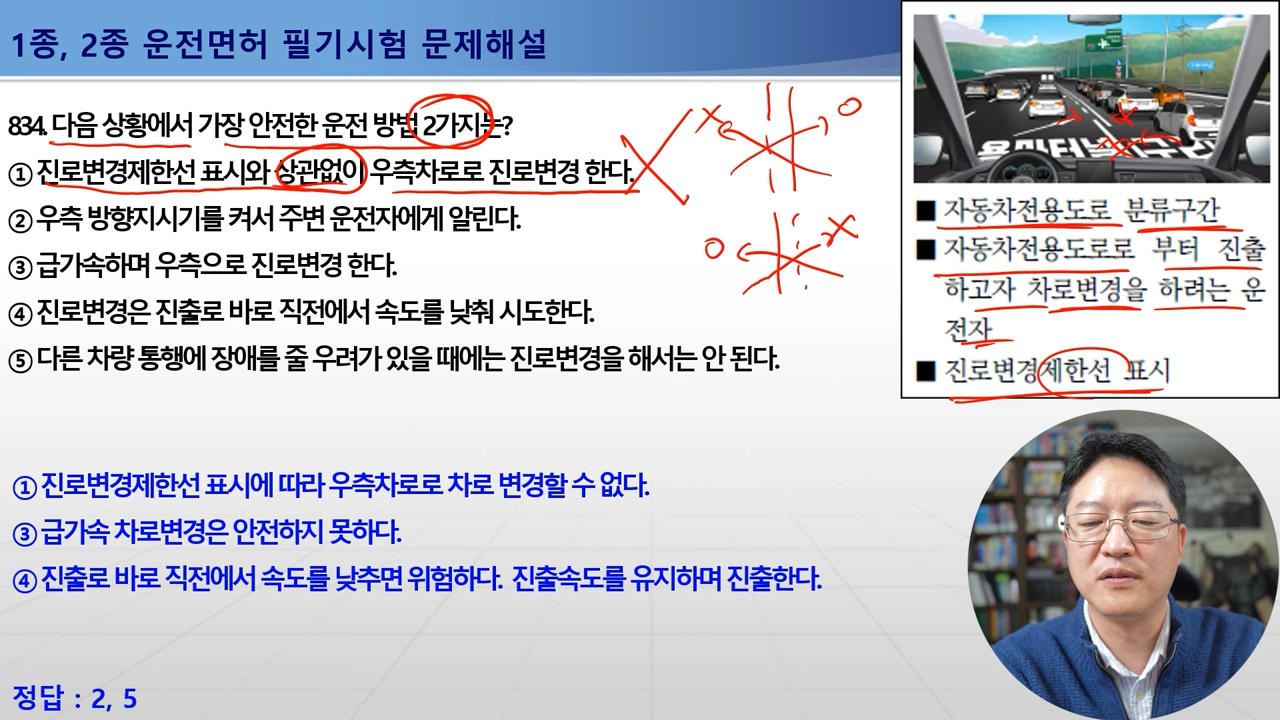 1종, 2종 운전면허 필기시험 문제해설
834. 다음 상황에서 가장 안전한 운전 방법 2가지는?
① 진로변경제한선 표시와 상관없이 우측차로로 진로변경 한다.
② 우측 방향지시기를 켜서 주변 운전자에게 알린다.
③ 급가속하며 우측으로 진로변경 한다.
④ 진로변경은 진출로 바로 직전에서 속도를 낮춰 시도한다.
⑤ 다른 차량 통행에 장애를 줄 우려가 있을 때에는 진로변경을 해서는 안 된다.
■ 자동차전용도로 분류구간
■ 자동차전용도로로 부터 진출
하고자 차로변경을 하려는 운
전자
■ 진로변경제한선 표시
① 진로변경제한선 표시에 따라 우측차로로 차로 변경할 수 없다.
③ 급가속 차로변경은 안전하지 못하다.
④ 진출로 바로 직전에서 속도를 낮추면 위험하다. 진출속도를 유지하며 진출한다.
정답 : 2, 5